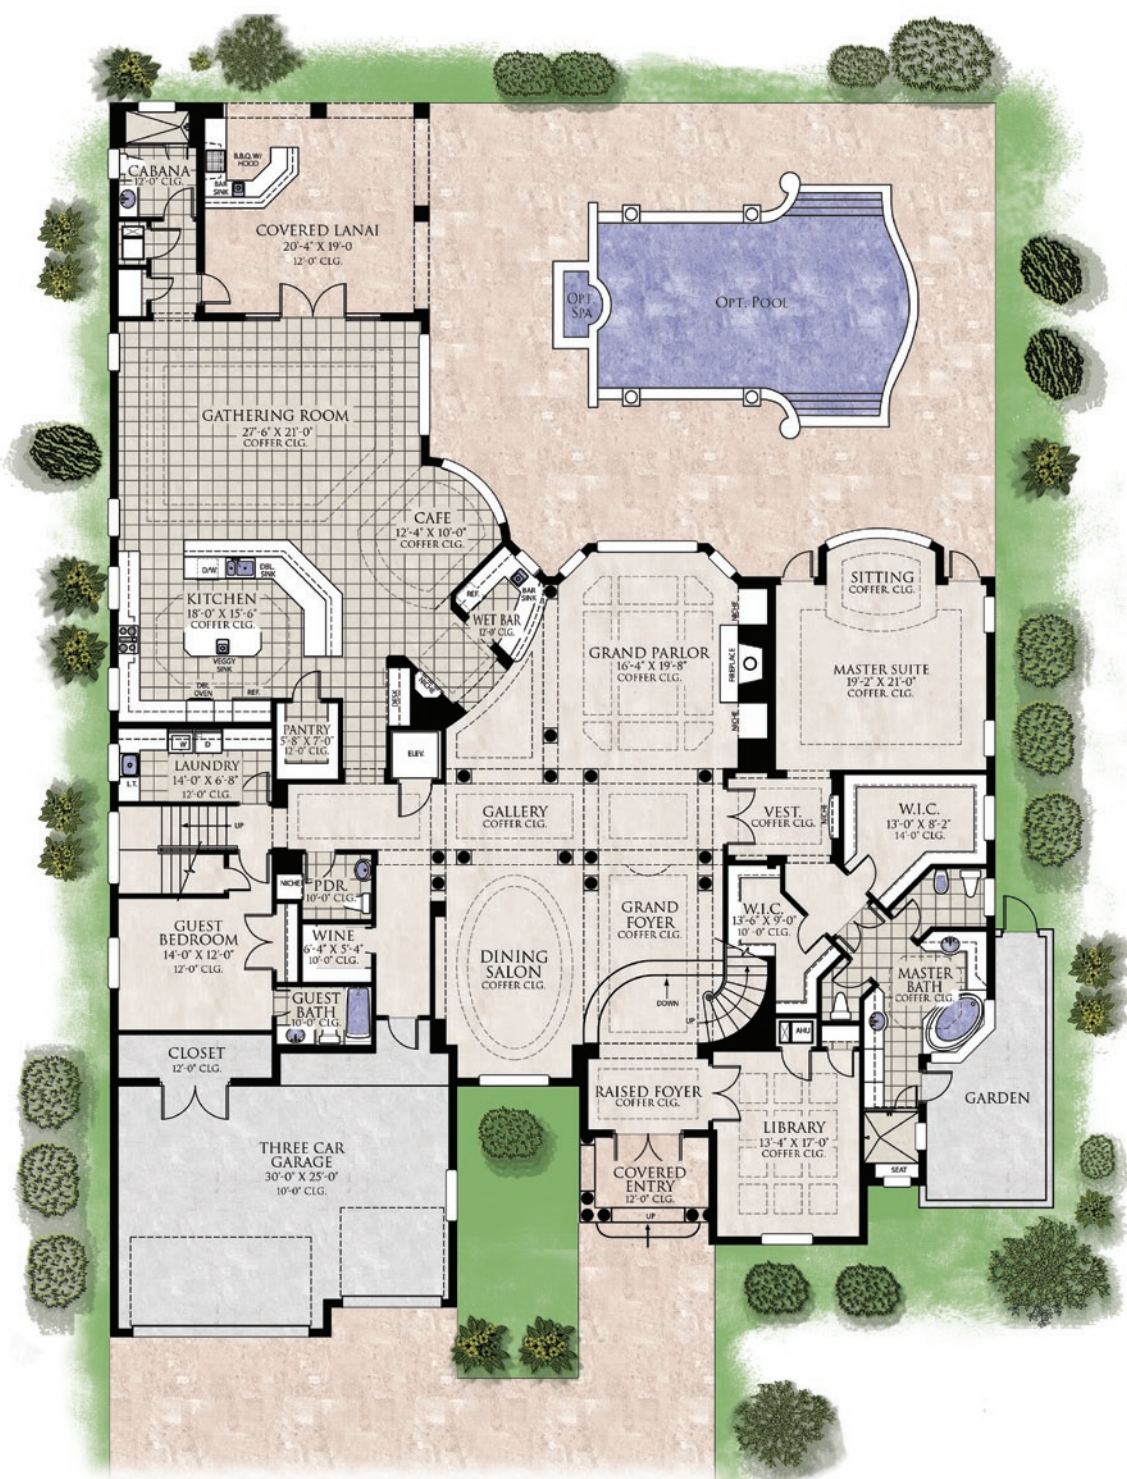 CABANA
12'-0" CLG.
B.B.Q. W/
HOOD
BAR
SINK
COVERED LANAI
20'-4" X 19'-0
12'-0" CLG.
OPT.
SPA
OPT. POOL
GATHERING ROOM
27'-6" X 21'-0"
COFFER CLG.
CAFE
12'-4" X 10'-0"
COFFER CLG.
D/W.
DBL.
SINK
KITCHEN
18'-0" X 15'-6"
COFFER CLG.
VEGGY
SINK
DBL.
OVEN
REF.
REF.
BAR
SINK
WET BAR
12'-0" CLG.
NICHE
DESK
GRAND PARLOR
16'-4" X 19'-8"
COFFER CLG.
NICHE
FIREPLACE
NICHE
SITTING
COFFER CLG.
MASTER SUITE
19'-2" X 21'-0"
COFFER CLG.
PANTRY
5'-8" X 7'-0"
12'-0" CLG.
ELEV.
W
D
L.T.
LAUNDRY
14'-0" X 6'-8"
12'-0" CLG.
UP
GALLERY
COFFER CLG.
VEST.
COFFER CLG.
NICHE
W.I.C.
13'-0" X 8'-2"
14'-0" CLG.
NICHE
PDR.
10'-0" CLG.
GUEST
BEDROOM
14'-0" X 12'-0"
12'-0" CLG.
WINE
6'-4" X 5'-4"
10'-0" CLG.
GUEST
BATH
10'-0" CLG.
DINING
SALON
COFFER CLG.
GRAND
FOYER
COFFER CLG.
DOWN
UP
W.I.C.
13'-6" X 9'-0"
10'-0" CLG.
MASTER
BATH
COFFER CLG.
AHU
CLOSET
12'-0" CLG.
RAISED FOYER
COFFER CLG.
LIBRARY
13'-4" X 17'-0"
COFFER CLG.
GARDEN
SEAT
THREE CAR
GARAGE
30'-0" X 25'-0"
10'-0" CLG.
COVERED
ENTRY
12'-0" CLG.
UP